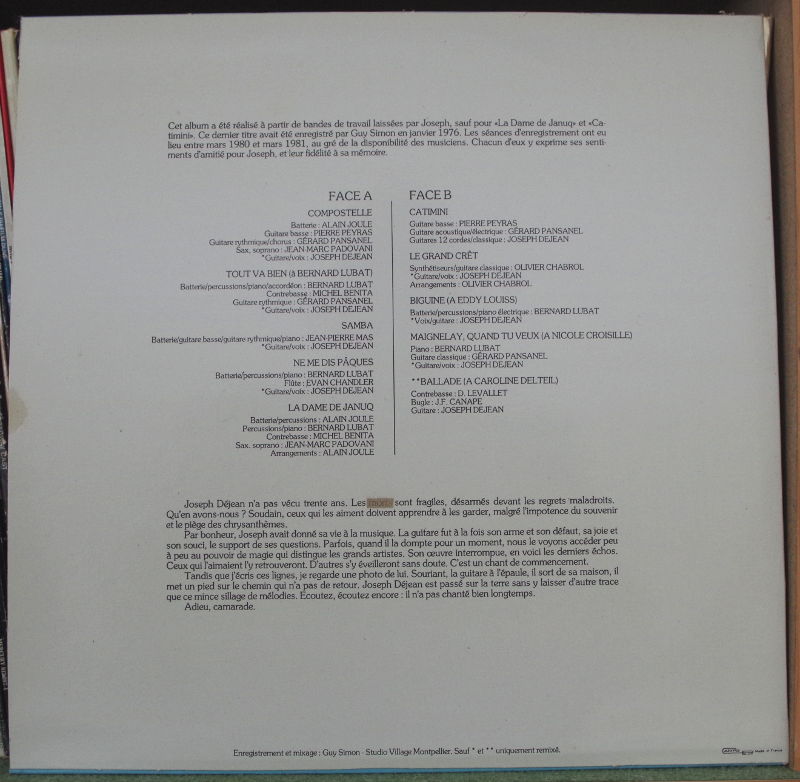 Cet album a été réalisé à partir de bandes de travail laissées par Joseph, sauf pour «La Dame de Januq» et «Ca-
timini». Ce dernier titre avait été enregistré par Guy Simon en janvier 1976. Les séances d'enregistrement ont eu
lieu entre mars 1980 et mars 1981, au gré de la disponibilité des musiciens. Chacun d'eux y exprime ses senti-
ments d'amitié pour Joseph, et leur fidélité à sa mémoire.
FACE A
COMPOSTELLE
Batterie : ALAIN JOULE
Guitare basse : PIERRE PEYRAS
Guitare rythmique/chorus : GÉRARD PANSANEL
Sax. soprano : JEAN-MARC PADOVANI
*Guitare/voix : JOSEPH DEJEAN
TOUT VA BIEN (à BERNARD LUBAT)
Batterie/percussions/piano/accordéon : BERNARD LUBAT
Contrebasse : MICHEL BENITA
Guitare rythmique : GÉRARD PANSANEL
*Guitare/voix : JOSEPH DEJEAN
SAMBA
Batterie/guitare basse/guitare rythmique/piano : JEAN-PIERRE MAS
*Guitare/voix : JOSEPH DEJEAN
NE ME DIS PÂQUES
Batterie/percussions/piano : BERNARD LUBAT
Flûte : EVAN CHANDLER
*Guitare/voix : JOSEPH DEJEAN
LA DAME DE JANUQ
Batterie/percussions : ALAIN JOULE
Percussions/piano : BERNARD LUBAT
Contrebasse : MICHEL BENITA
Sax. soprano : JEAN-MARC PADOVANI
Arrangements : ALAIN JOULE
FACE B
CATIMINI
Guitare basse : PIERRE PEYRAS
Guitare acoustique/électrique : GÉRARD PANSANEL
Guitares 12 cordes/classique : JOSEPH DEJEAN
LE GRAND CRÊT
Synthétiseurs/guitare classique : OLIVIER CHABROL
*Guitare/voix : JOSEPH DEJEAN
Arrangements : OLIVIER CHABROL
BIGUINE (A EDDY LOUISS)
Batterie/percussions/piano électrique : BERNARD LUBAT
*Voix/guitare : JOSEPH DEJEAN
MAIGNELAY, QUAND TU VEUX (A NICOLE CROISILLE)
Piano : BERNARD LUBAT
Guitare classique : GÉRARD PANSANEL
*Guitare/voix : JOSEPH DEJEAN
**BALLADE (A CAROLINE DELTEIL)
Contrebasse : D. LEVALLET
Bugle : J.F. CANAPE
Guitare : JOSEPH DEJEAN
Joseph Déjean n'a pas vécu trente ans. Les morts sont fragiles, désarmés devant les regrets maladroits.
Qu'en avons-nous ? Soudain, ceux qui les aiment doivent apprendre à les garder, malgré l'impotence du souvenir
et le piège des chrysanthèmes.
Par bonheur, Joseph avait donné sa vie à la musique. La guitare fut à la fois son arme et son défaut, sa joie et
son souci, le support de ses questions. Parfois, quand il la dompte pour un moment, nous le voyons accéder peu
à peu au pouvoir de magie qui distingue les grands artistes. Son œuvre interrompue, en voici les derniers échos.
Ceux qui l'aimaient l'y retrouveront. D'autres s'y éveilleront sans doute. C'est un chant de commencement.
Tandis que j'écris ces lignes, je regarde une photo de lui. Souriant, la guitare à l'épaule, il sort de sa maison, il
met un pied sur le chemin qui n'a pas de retour. Joseph Déjean est passé sur la terre sans y laisser d'autre trace
que ce mince sillage de mélodies. Ecoutez, écoutez encore : il n'a pas chanté bien longtemps.
Adieu, camarade.
Enregistrement et mixage : Guy Simon - Studio Village Montpellier. Sauf * et ** uniquement remixé.
Made in France